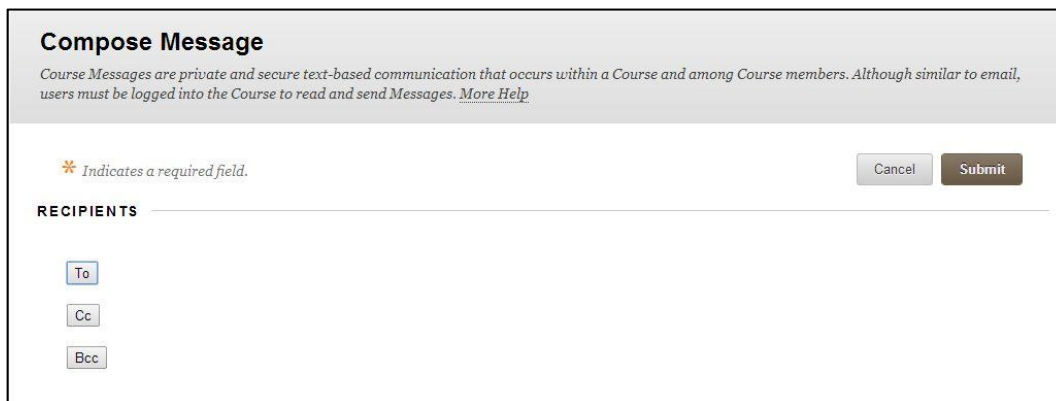 Compose Message
Course Messages are private and secure text-based communication that occurs within a Course and among Course members. Although similar to email,
users must be logged into the Course to read and send Messages. More Help
* Indicates a required field.
Cancel
Submit
RECIPIENTS
To
Cc
Bcc